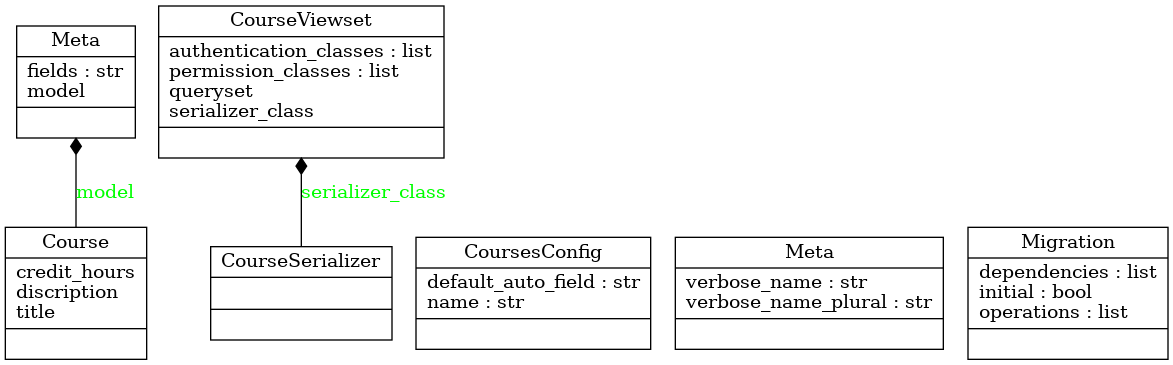 Meta
fields : str
model
CourseViewset
authentication_classes : list
permission_classes : list
queryset
serializer_class
model
serializer_class
Course
credit_hours
discription
title
CourseSerializer
CoursesConfig
default_auto_field : str
name : str
Meta
verbose_name : str
verbose_name_plural : str
Migration
dependencies : list
initial : bool
operations : list